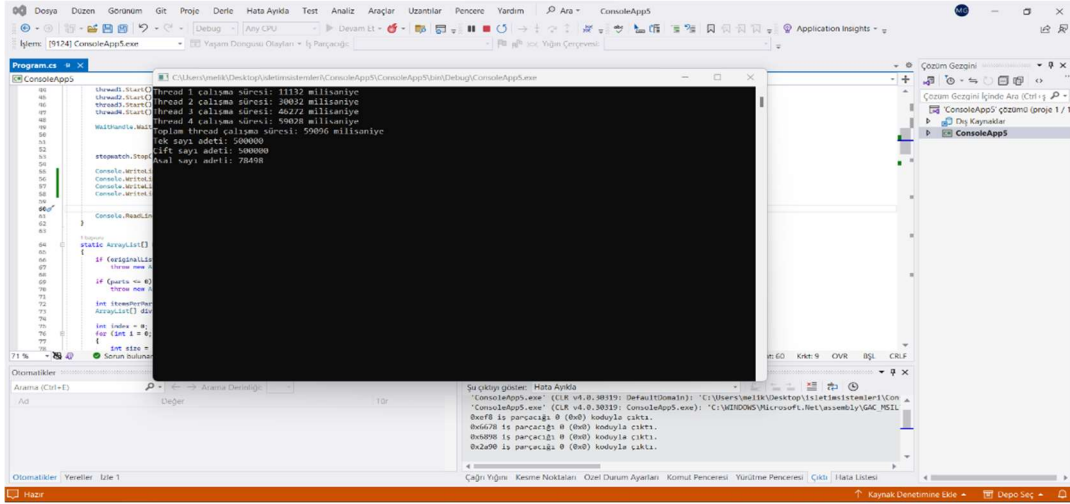 Dosya Düzen Görünüm Git Proje Derle Hata Ayıkla Test Analiz Araçlar Uzantılar Pencere Yardım Ara ConsoleApp5 MC
Debug Any CPU Devam Et Application Insights
İşlem: [9124] ConsoleApp5.exe Yaşam Döngüsü Olayları İş Parçacığı: Yığın Çerçevesi:
Program.cs
ConsoleApp5
C:\Users\melik\Desktop\isletimsistemleri\ConsoleApp5\ConsoleApp5\bin\Debug\ConsoleApp5.exe
Thread 1 çalışma süresi: 11132 milisaniye
Thread 2 çalışma süresi: 30032 milisaniye
Thread 3 çalışma süresi: 46272 milisaniye
Thread 4 çalışma süresi: 59028 milisaniye
Toplam thread çalışma süresi: 59096 milisaniye
Tek sayı adeti: 500000
Çift sayı adeti: 500000
Asal sayı adeti: 78498
thread1.Start()
thread2.Start()
thread3.Start()
thread4.Start()
WaitHandle.Wait
stopwatch.Stop(
Console.WriteLi
Console.WriteLi
Console.WriteLi
Console.WriteLi
Console.ReadLin
}
static ArrayList[]
{
if (originalLis
throw new A
if (parts <= 0)
throw new A
int itemsPerPar
ArrayList[] div
int index = 0;
for (int i = 0;
{
int size =
71 % Sorun bulunan
Krkt: 9 OVR BŞL CRLF
Çözüm Gezgini
Çözüm Gezgini İçinde Ara (Ctrl+ş
'ConsoleApp5' çözümü (proje 1 / 1
Dış Kaynaklar
ConsoleApp5
Otomatikler
Arama (Ctrl+E) Arama Derinliği:
Ad Değer Tür
Otomatikler Yereller İzle 1
Şu çıktıyı göster: Hata Ayıkla
'ConsoleApp5.exe' (CLR v4.0.30319: DefaultDomain): 'C:\Users\melik\Desktop\isletimsistemleri\Con
'ConsoleApp5.exe' (CLR v4.0.30319: ConsoleApp5.exe): 'C:\WINDOWS\Microsoft.Net\assembly\GAC_MSIL
0xef8 iş parçacığı 0 (0x0) koduyla çıktı.
0x6678 iş parçacığı 0 (0x0) koduyla çıktı.
0x6898 iş parçacığı 0 (0x0) koduyla çıktı.
0x2a90 iş parçacığı 0 (0x0) koduyla çıktı.
Çağrı Yığını Kesme Noktaları Özel Durum Ayarları Komut Penceresi Yürütme Penceresi Çıktı Hata Listesi
Hazır Kaynak Denetimine Ekle Depo Seç